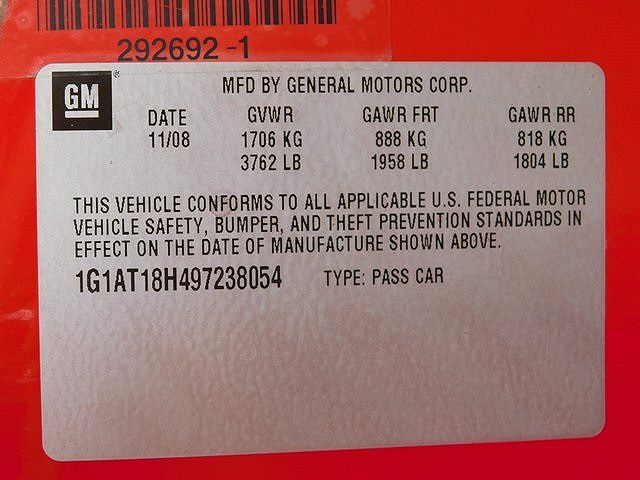 292692 -1
GM ®
MFD BY GENERAL MOTORS CORP.
DATE GVWR GAWR FRT GAWR RR
11/08 1706 KG 888 KG 818 KG
3762 LB 1958 LB 1804 LB
THIS VEHICLE CONFORMS TO ALL APPLICABLE U.S. FEDERAL MOTOR
VEHICLE SAFETY, BUMPER, AND THEFT PREVENTION STANDARDS IN
EFFECT ON THE DATE OF MANUFACTURE SHOWN ABOVE.
1G1AT18H497238054 TYPE: PASS CAR